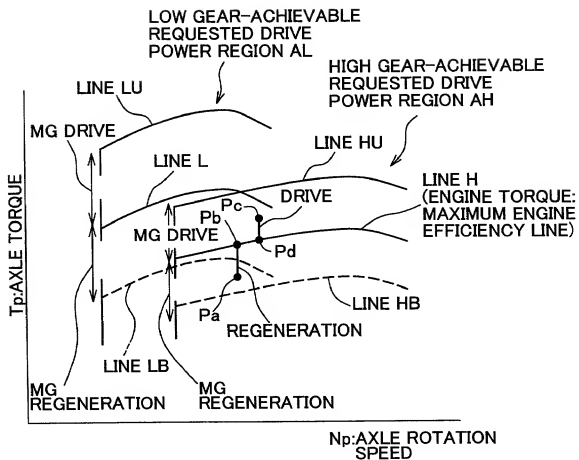 LOW GEAR-ACHIEVABLE
REQUESTED DRIVE
POWER REGION AL
HIGH GEAR-ACHIEVABLE
REQUESTED DRIVE
POWER REGION AH
LINE LU
MG DRIVE
LINE HU
LINE L
LINE H
(ENGINE TORQUE:
MAXIMUM ENGINE
EFFICIENCY LINE)
Pc
DRIVE
Pb
MG DRIVE
Pd
Tp:AXLE TORQUE
Pa
REGENERATION
LINE HB
LINE LB
MG
REGENERATION
MG
REGENERATION
Np:AXLE ROTATION
SPEED